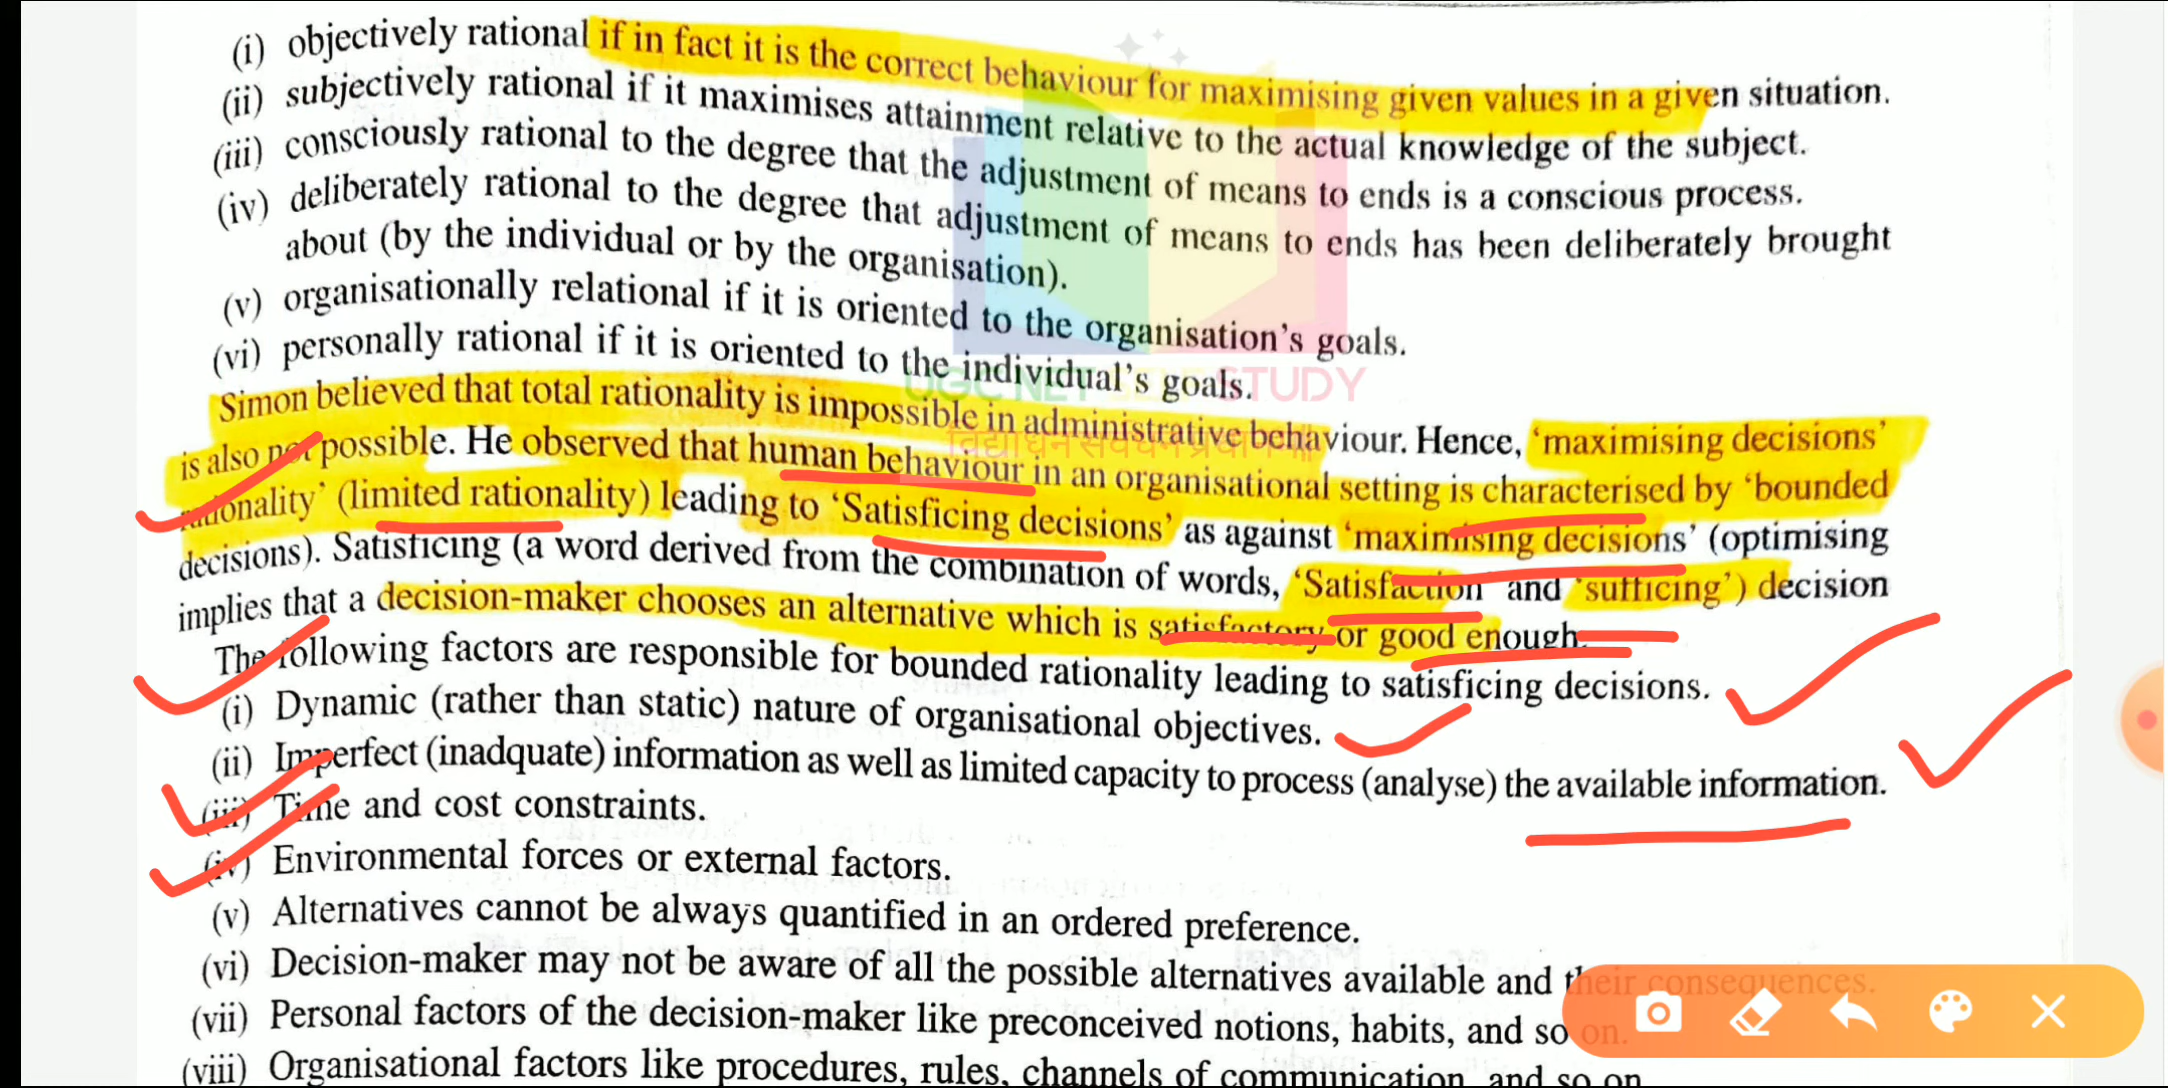 (i) objectively rational if in fact it is the correct behaviour for maximising given values in a given situation.
(ii) subjectively rational if it maximises attainment relative to the actual knowledge of the subject.
(iii) consciously rational to the degree that the adjustment of means to ends is a conscious process.
(iv) deliberately rational to the degree that adjustment of means to ends has been deliberately brought
about (by the individual or by the organisation).
(v) organisationally relational if it is oriented to the organisation's goals.
(vi) personally rational if it is oriented to the individual's goals.
UGC NET STUDY
Simon believed that total rationality is impossible in administrative behaviour. Hence, 'maximising decisions'
is also not possible. He observed that human behaviour in an organisational setting is characterised by 'bounded
rationality' (limited rationality) leading to 'Satisficing decisions' as against 'maximising decisions' (optimising
decisions). Satisficing (a word derived from the combination of words, 'Satisfaction' and 'sufficing') decision
implies that a decision-maker chooses an alternative which is satisfactory or good enough.
The following factors are responsible for bounded rationality leading to satisficing decisions.
(i) Dynamic (rather than static) nature of organisational objectives.
(ii) Imperfect (inadquate) information as well as limited capacity to process (analyse) the available information.
(iii) Time and cost constraints.
(iv) Environmental forces or external factors.
(v) Alternatives cannot be always quantified in an ordered preference.
(vi) Decision-maker may not be aware of all the possible alternatives available and their consequences.
(vii) Personal factors of the decision-maker like preconceived notions, habits, and so on.
(viii) Organisational factors like procedures, rules, channels of communication, and so on